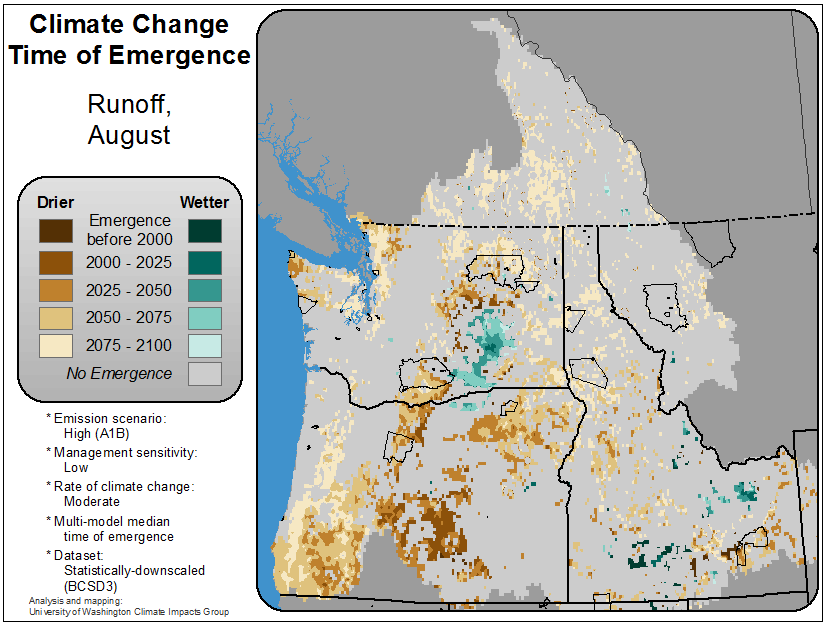 Climate Change
Time of Emergence
Runoff,
August
Drier Wetter
Emergence
before 2000
2000 - 2025
2025 - 2050
2050 - 2075
2075 - 2100
No Emergence
* Emission scenario:
High (A1B)
* Management sensitivity:
Low
* Rate of climate change:
Moderate
* Multi-model median
time of emergence
* Dataset:
Statistically-downscaled
(BCSD3)
Analysis and mapping:
University of Washington Climate Impacts Group